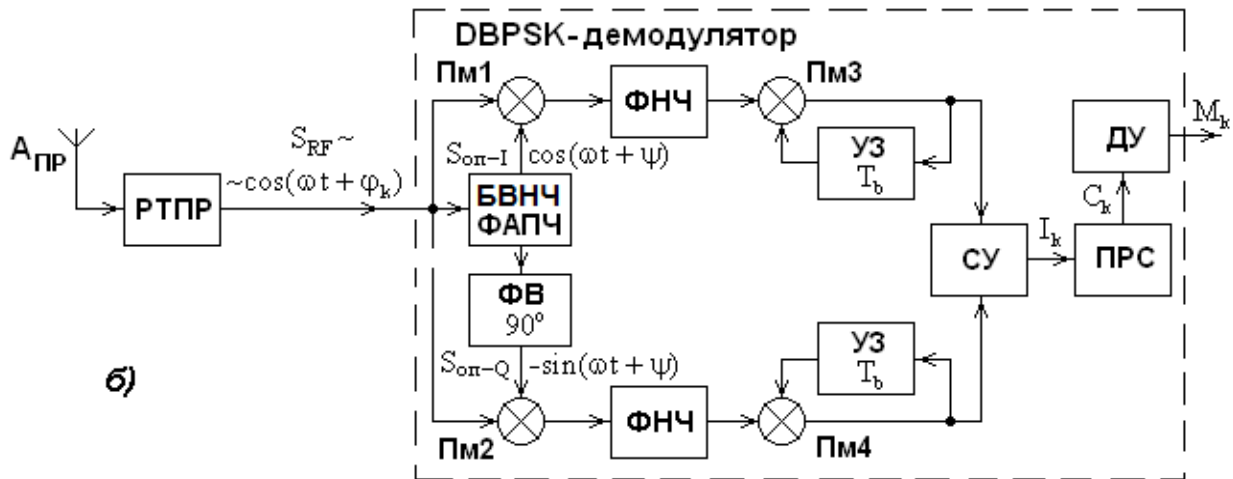 DBPSK-демодулятор
Пм1
ФНЧ
Пм3
A_ПР
S_RF ~
~cos(ωt + φ_k)
РТПР
S_оп-I
cos(ωt + ψ)
БВНЧ
ФАПЧ
ФВ
90°
S_оп-Q
-sin(ωt + ψ)
Пм2
ФНЧ
Пм4
УЗ
T_b
УЗ
T_b
СУ
I_k
ПРС
C_k
ДУ
M_k
б)